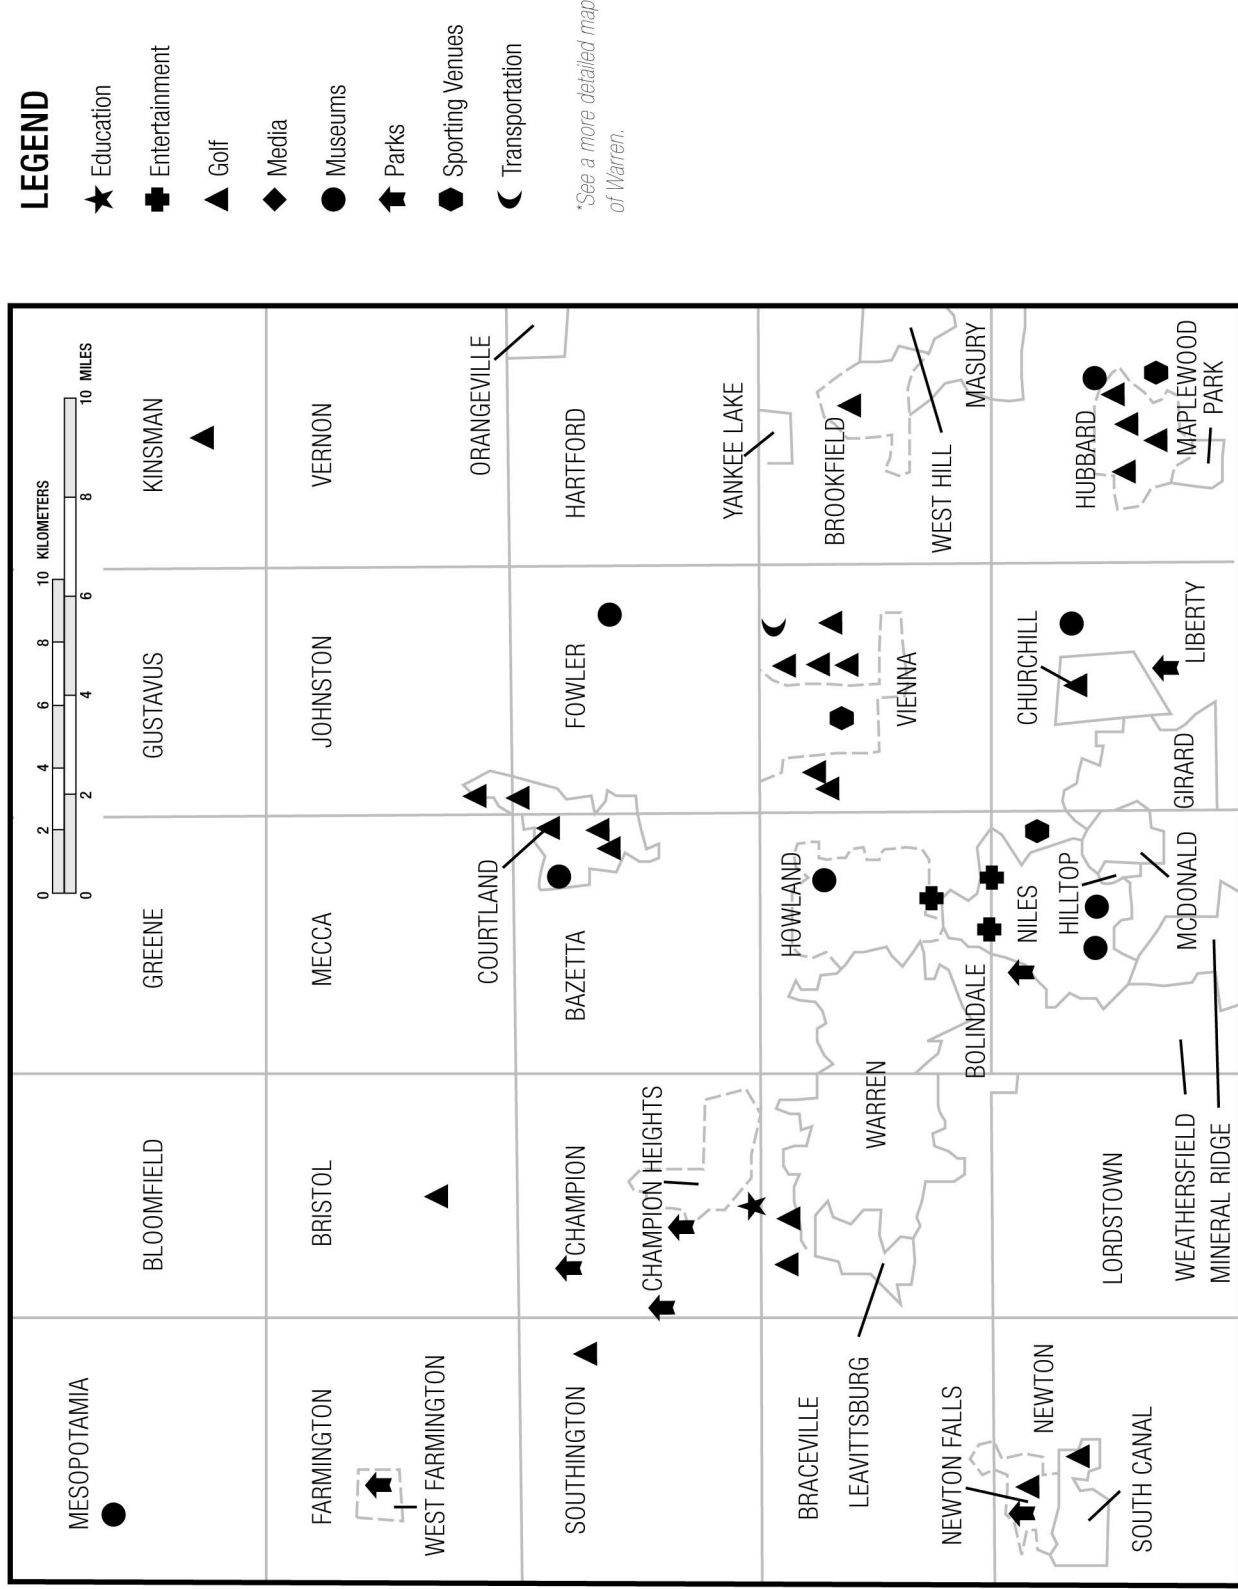 LEGEND
Education
Entertainment
Golf
Media
Museums
Parks
Sporting Venues
Transportation
*See a more detailed map
of Warren.
0 2 4 6 8 10 KILOMETERS
0 2 4 6 8 10 MILES
MESOPOTAMIA
BLOOMFIELD
GREENE
GUSTAVUS
KINSMAN
FARMINGTON
BRISTOL
MECCA
JOHNSTON
VERNON
WEST FARMINGTON
COURTLAND
ORANGEVILLE
SOUTHINGTON
CHAMPION
BAZETTA
FOWLER
HARTFORD
CHAMPION HEIGHTS
YANKEE LAKE
BRACEVILLE
HOWLAND
BROOKFIELD
LEAVITTSBURG
WARREN
VIENNA
WEST HILL
NEWTON FALLS
BOLINDALE
MASURY
NEWTON
NILES
CHURCHILL
HILLTOP
HUBBARD
SOUTH CANAL
LORDSTOWN
WEATHERSFIELD
MCDONALD
GIRARD
LIBERTY
MAPLEWOOD
PARK
MINERAL RIDGE